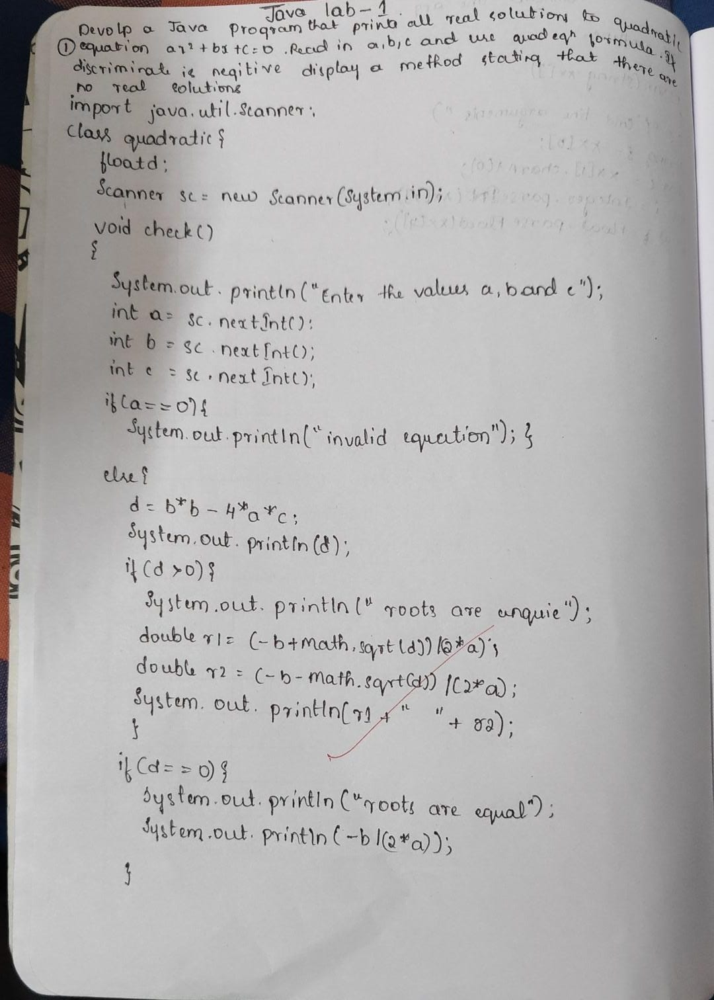 Java lab-1.
Devolp a Java program that prints all real solutions to quadratic
① equation ax²+bx+c=0. Read in a,b,c and use quad eqn formula. If
discriminate is negitive display a method stating that there are
no real solutions
import java.util.Scanner;
class quadratic {
float d;
Scanner sc = new Scanner(System.in);
void check()
{
System.out.println("Enter the values a, b and c");
int a = sc.nextInt();
int b = sc.nextInt();
int c = sc.nextInt();
if(a==0){
System.out.println("invalid equation"); }
else {
d = b*b - 4*a*c;
System.out.println(d);
if(d>0){
System.out.println("roots are unquie");
double r1 = (-b+math.sqrt(d))/(2*a);
double r2 = (-b-math.sqrt(d))/(2*a);
System.out.println(r1 + " " + r2);
}
if(d==0){
System.out.println("roots are equal");
System.out.println(-b/(2*a));
}